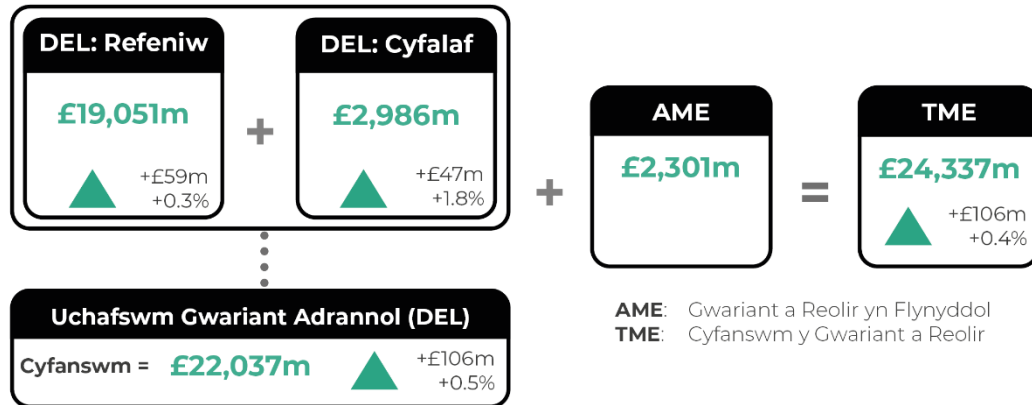 DEL: Refeniw
£19,051m
+£59m
+0.3%
+
DEL: Cyfalaf
£2,986m
+£47m
+1.8%
+
AME
£2,301m
=
TME
£24,337m
+£106m
+0.4%
Uchafswm Gwariant Adrannol (DEL)
Cyfanswm = £22,037m
+£106m
+0.5%
AME: Gwariant a Reolir yn Flynyddol
TME: Cyfanswm y Gwariant a Reolir